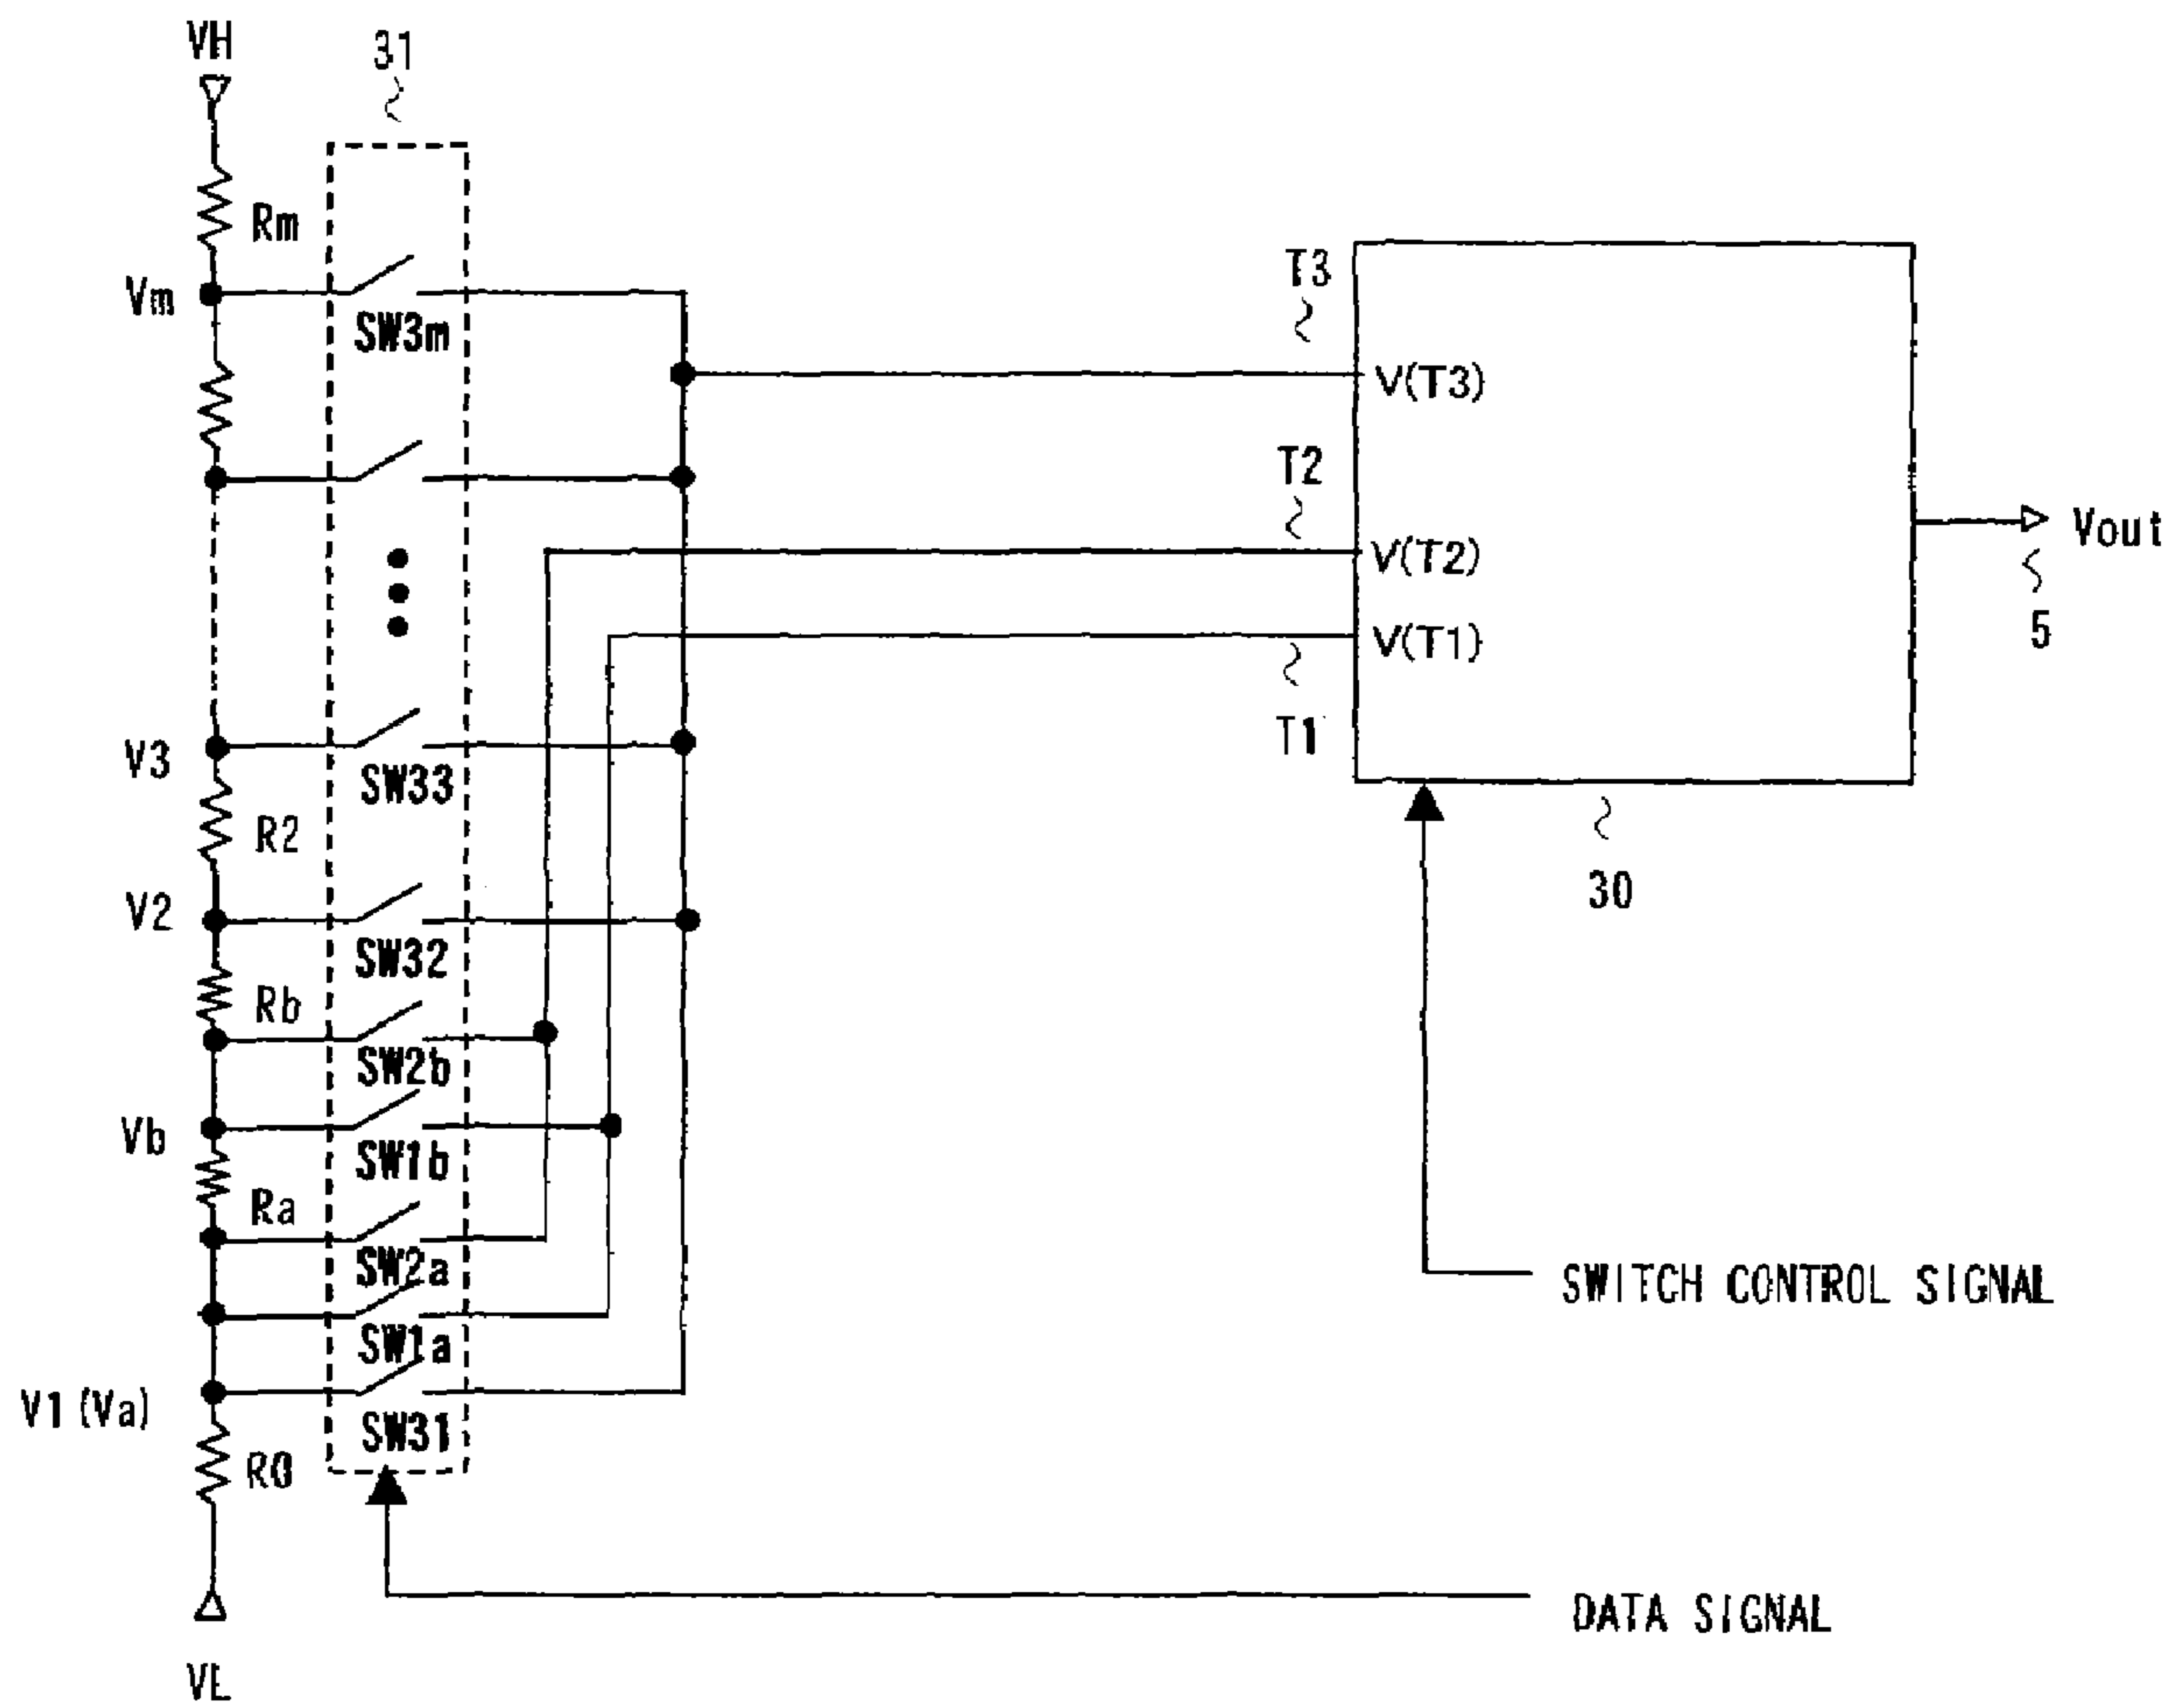 VH
31
Rm
Vm
SW3m
T3
V(T3)
T2
V(T2)
Vout
V(T1)
5
T1
V3
SW33
R2
30
V2
SW32
Rb
SW2b
Vb
SW1b
Ra
SW2a
SWITCH CONTROL SIGNAL
SW1a
V1(Va)
SW31
R0
DATA SIGNAL
VL